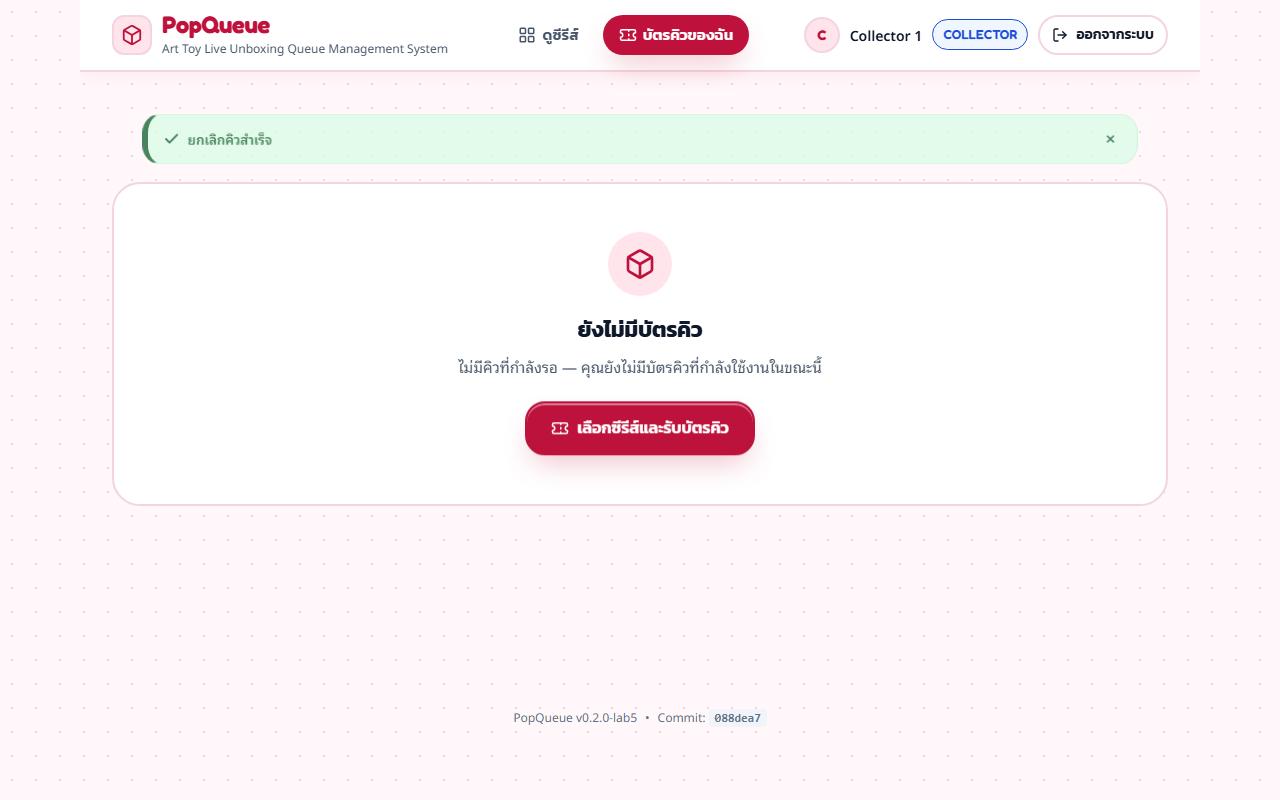 PopQueue
Art Toy Live Unboxing Queue Management System
ดูซีรีส์
บัตรคิวของฉัน
C
Collector 1
COLLECTOR
ออกจากระบบ
ยกเลิกคิวสำเร็จ
×
ยังไม่มีบัตรคิว
ไม่มีคิวที่กำลังรอ — คุณยังไม่มีบัตรคิวที่กำลังใช้งานในขณะนี้
เลือกซีรีส์และรับบัตรคิว
PopQueue v0.2.0-lab5 • Commit: 088dea7